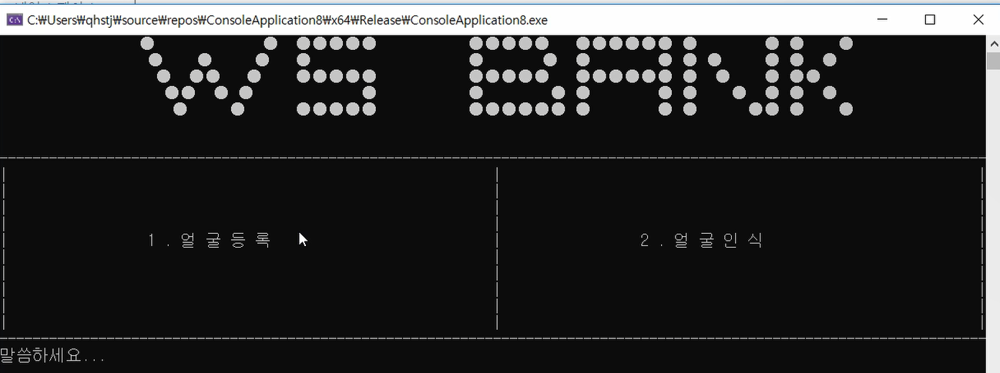 C:₩Users₩qhstj₩source₩repos₩ConsoleApplication8₩x64₩Release₩ConsoleApplication8.exe
WS BANK
1 . 얼 굴 등 록 2 . 얼 굴 인 식
말씀하세요...